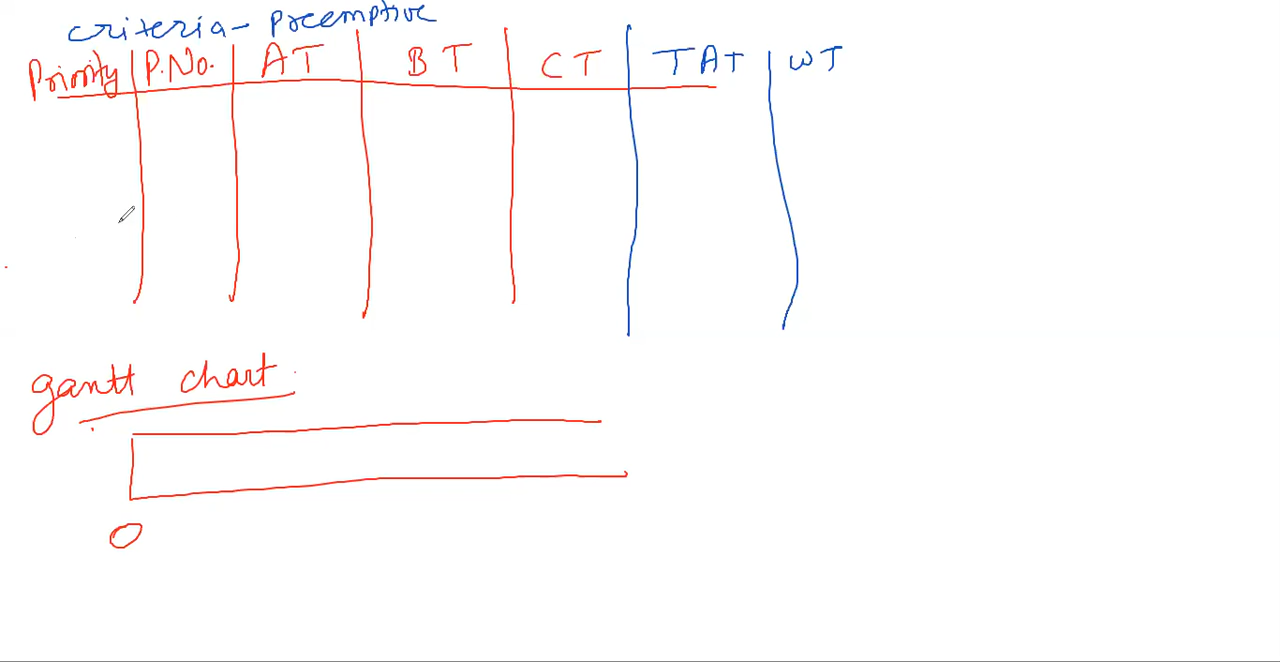 criteria - Preemptive
Priority P.No. AT BT CT TAT WT
gantt chart
0